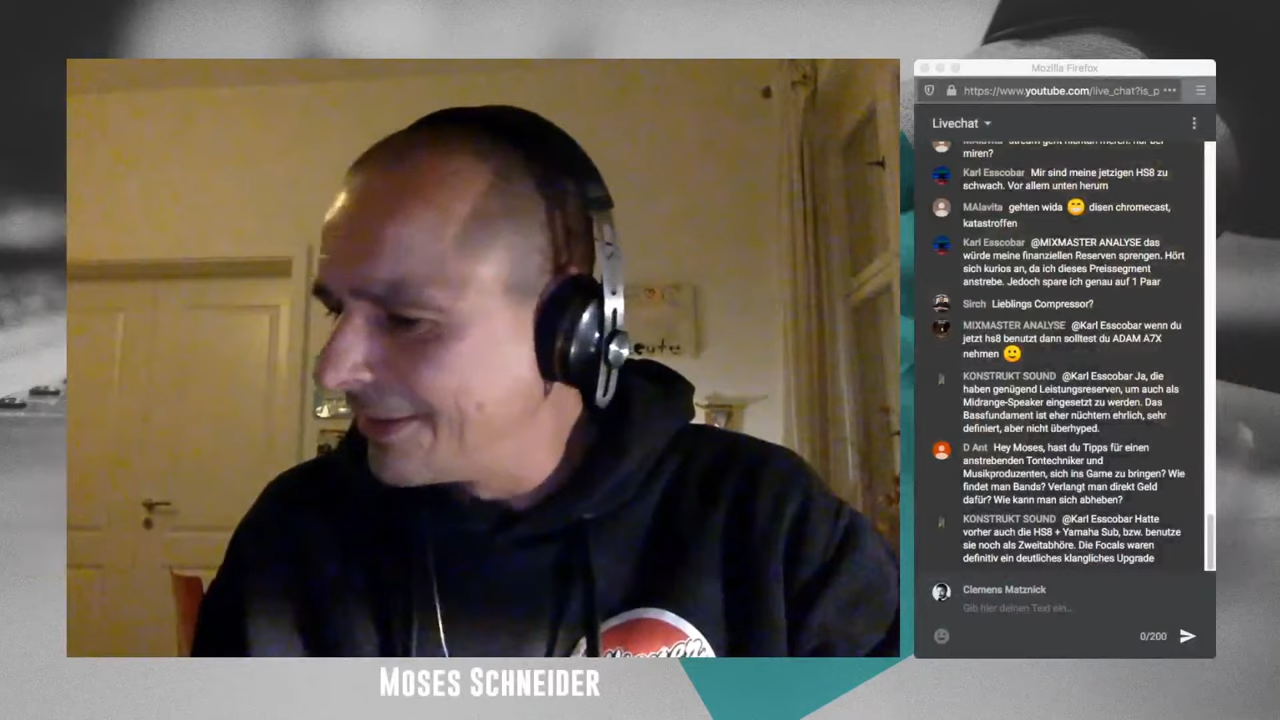 Mozilla Firefox
https://www.youtube.com/live_chat?is_p
Livechat
miren?
Karl Esscobar Mir sind meine jetzigen HS8 zu
schwach. Vor allem unten herum
MAlavita gehten wida 😁 disen chromecast,
katastroffen
Karl Esscobar @MIXMASTER ANALYSE das
würde meine finanziellen Reserven sprengen. Hört
sich kurios an, da ich dieses Preissegment
anstrebe. Jedoch spare ich genau auf 1 Paar
Sirch Lieblings Compressor?
MIXMASTER ANALYSE @Karl Esscobar wenn du
jetzt hs8 benutzt dann solltest du ADAM A7X
nehmen 🙂
KONSTRUKT SOUND @Karl Esscobar Ja, die
haben genügend Leistungsreserven, um auch als
Midrange-Speaker eingesetzt zu werden. Das
Bassfundament ist eher nüchtern ehrlich, sehr
definiert, aber nicht überhyped.
D Ant Hey Moses, hast du Tipps für einen
anstrebenden Tontechniker und
Musikproduzenten, sich ins Game zu bringen? Wie
findet man Bands? Verlangt man direkt Geld
dafür? Wie kann man sich abheben?
KONSTRUKT SOUND @Karl Esscobar Hatte
vorher auch die HS8 + Yamaha Sub, bzw. benutze
sie noch als Zweitabhöre. Die Focals waren
definitiv ein deutliches klangliches Upgrade
Clemens Matznick
Gib hier deinen Text ein...
0/200
eute
MOSES SCHNEIDER